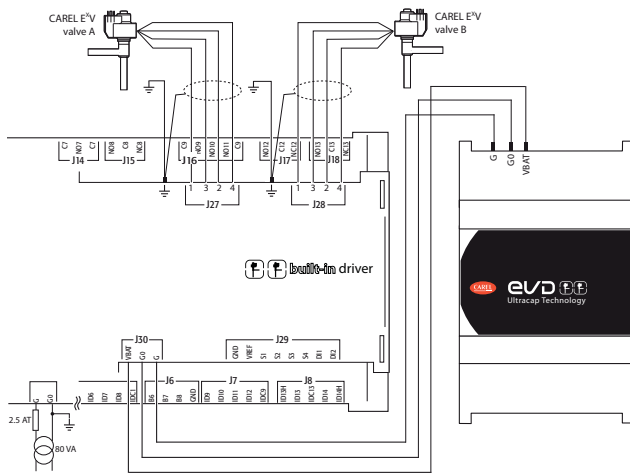 CAREL EXV
valve A
CAREL EXV
valve B
G
G0
VBAT
C7
NO7
C7
J14
NO8
C8
NC8
J15
C9
NO9
NO10
NO11
C9
J16
NO12
C12
NC12
J17
NO13
C13
NC13
J18
1 3 2 4
J27
1 3 2 4
J28
built-in driver
CAREL
EVD
Ultracap Technology
J30
VBAT
G0
G
J29
GND
VREF
S1
S2
S3
S4
DI1
DI2
G
G0
ID6
ID7
ID8
IDC1
J6
B6
B7
B8
GND
J7
ID9
ID10
ID11
ID12
IDC9
J8
ID13H
ID13
IDC13
ID14
ID14H
2.5 AT
80 VA